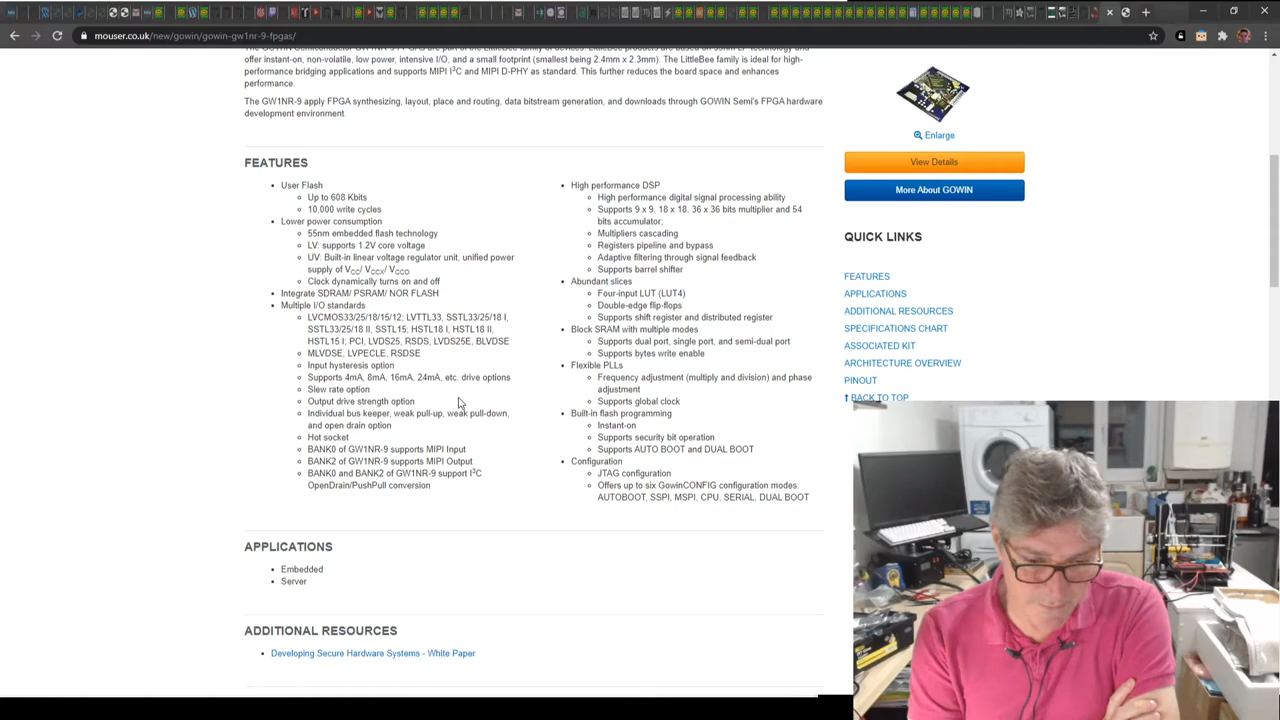 mouser.co.uk/new/gowin/gowin-gw1nr-9-fpgas/
offer instant-on, non-volatile, low power, intensive I/O, and a small footprint (smallest being 2.4mm x 2.3mm). The LittleBee family is ideal for high-
performance bridging applications and supports MIPI I3C and MIPI D-PHY as standard. This further reduces the board space and enhances
performance.
The GW1NR-9 apply FPGA synthesizing, layout, place and routing, data bitstream generation, and downloads through GOWIN Semi's FPGA hardware
development environment.
FEATURES
User Flash
Up to 608 Kbits
10,000 write cycles
Lower power consumption
55nm embedded flash technology
LV: supports 1.2V core voltage
UV: Built-in linear voltage regulator unit, unified power
supply of VCC/ VCCX/ VCCO
Clock dynamically turns on and off
Integrate SDRAM/ PSRAM/ NOR FLASH
Multiple I/O standards
LVCMOS33/25/18/15/12; LVTTL33, SSTL33/25/18 I,
SSTL33/25/18 II, SSTL15; HSTL18 I, HSTL18 II,
HSTL15 I; PCI, LVDS25, RSDS, LVDS25E, BLVDSE
MLVDSE, LVPECLE, RSDSE
Input hysteresis option
Supports 4mA, 8mA, 16mA, 24mA, etc. drive options
Slew rate option
Output drive strength option
Individual bus keeper, weak pull-up, weak pull-down,
and open drain option
Hot socket
BANK0 of GW1NR-9 supports MIPI Input
BANK2 of GW1NR-9 supports MIPI Output
BANK0 and BANK2 of GW1NR-9 support I3C
OpenDrain/PushPull conversion
High performance DSP
High performance digital signal processing ability
Supports 9 x 9, 18 x 18, 36 x 36 bits multiplier and 54
bits accumulator;
Multipliers cascading
Registers pipeline and bypass
Adaptive filtering through signal feedback
Supports barrel shifter
Abundant slices
Four-input LUT (LUT4)
Double-edge flip-flops
Supports shift register and distributed register
Block SRAM with multiple modes
Supports dual port, single port, and semi-dual port
Supports bytes write enable
Flexible PLLs
Frequency adjustment (multiply and division) and phase
adjustment
Supports global clock
Built-in flash programming
Instant-on
Supports security bit operation
Supports AUTO BOOT and DUAL BOOT
Configuration
JTAG configuration
Offers up to six GowinCONFIG configuration modes:
AUTOBOOT, SSPI, MSPI, CPU, SERIAL, DUAL BOOT
APPLICATIONS
Embedded
Server
ADDITIONAL RESOURCES
Developing Secure Hardware Systems - White Paper
Enlarge
View Details
More About GOWIN
QUICK LINKS
FEATURES
APPLICATIONS
ADDITIONAL RESOURCES
SPECIFICATIONS CHART
ASSOCIATED KIT
ARCHITECTURE OVERVIEW
PINOUT
BACK TO TOP